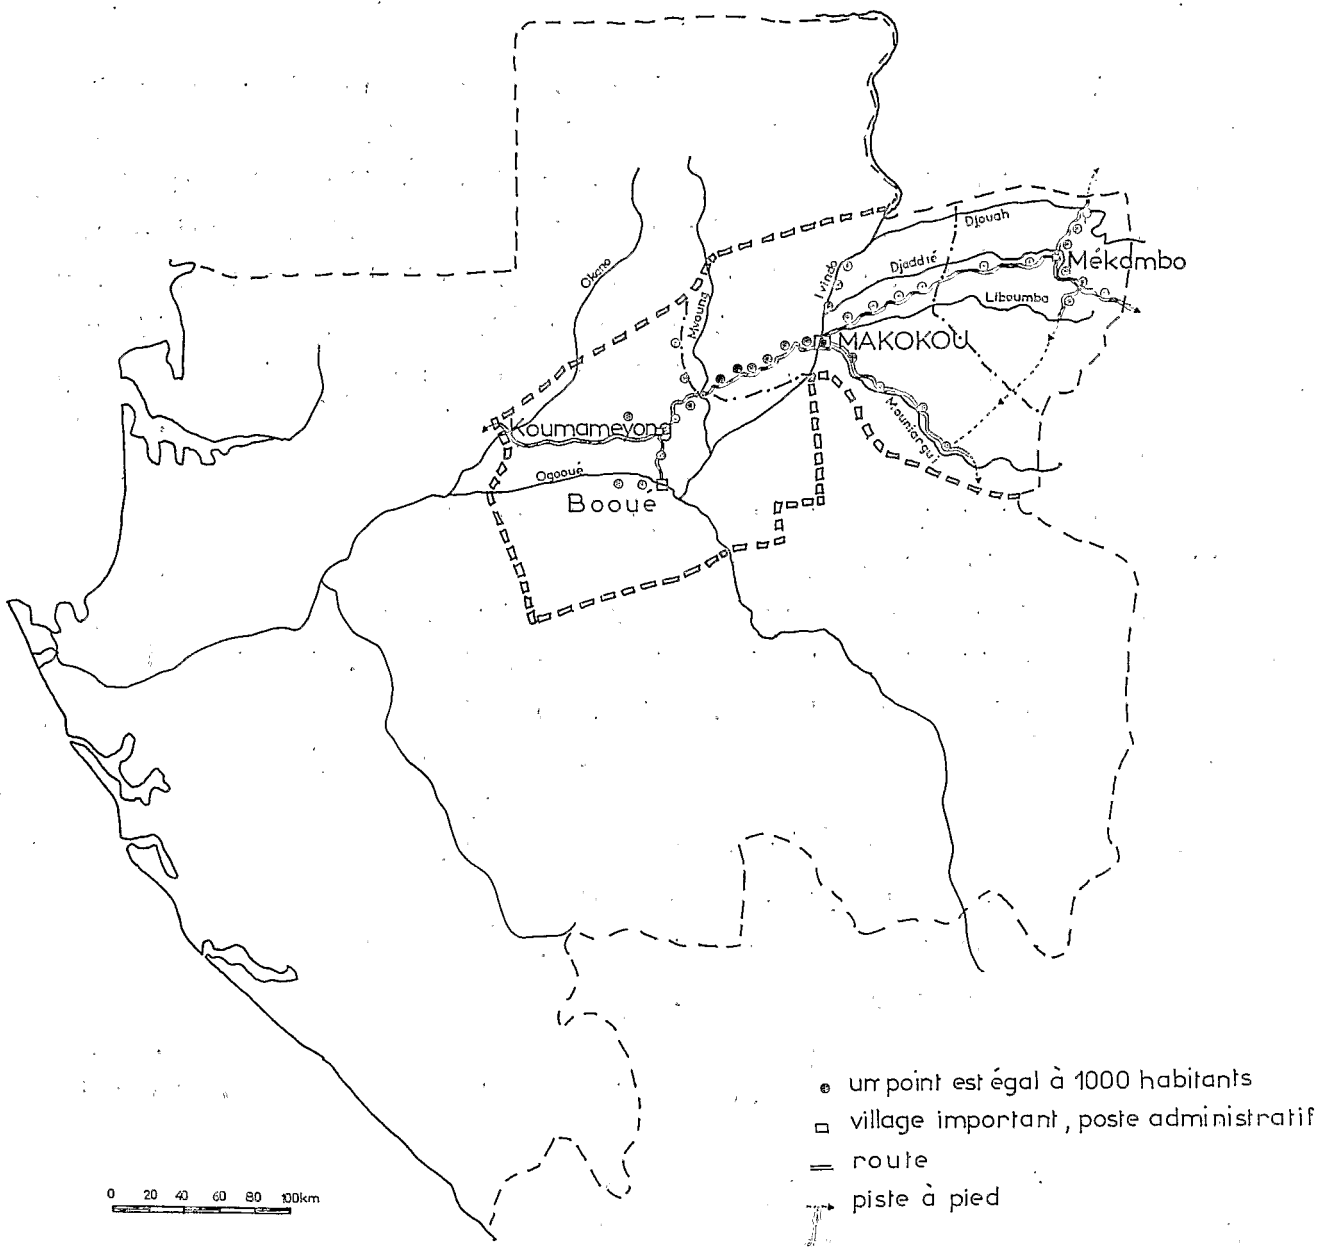 Djouah
Okano
Ivindo
Djaddié
Mékambo
Liboumba
Mvoung
MAKOKOU
Mouniangui
Koumameyong
Ogooué
Booué
un point est égal à 1000 habitants
village important, poste administratif
route
piste à pied
0 20 40 60 80 100km